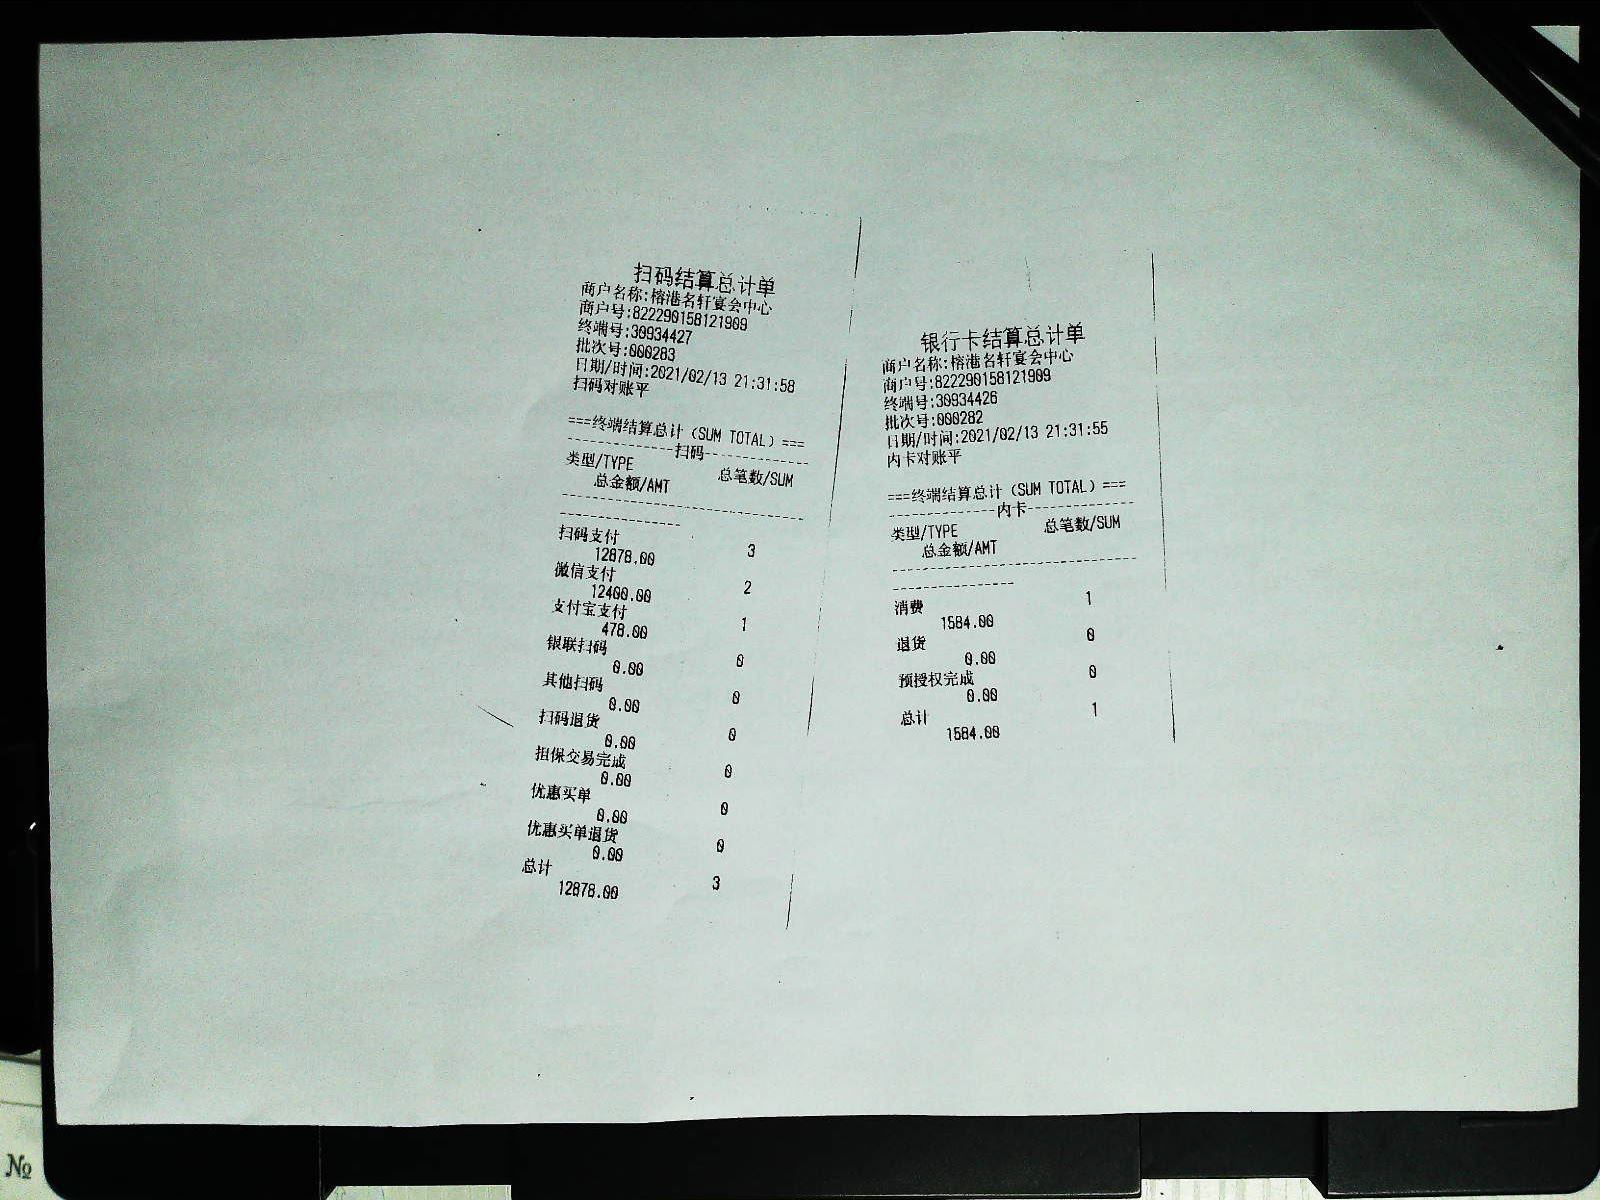 扫码结算总计单
商户名称:榕港名轩宴会中心
商户号:822290158121909
终端号:30934427
批次号:000283
日期/时间:2021/02/13 21:31:58
扫码对账平
===终端结算总计(SUM TOTAL)===
---------------扫码---------------
类型/TYPE 总笔数/SUM
总金额/AMT
扫码支付 3
12878.00
微信支付 2
12400.00
支付宝支付 1
478.00
银联扫码 0
0.00
其他扫码 0
0.00
扫码退货 0
0.00
担保交易完成 0
0.00
优惠买单 0
0.00
优惠买单退货 0
0.00
总计 3
12878.00
银行卡结算总计单
商户名称:榕港名轩宴会中心
商户号:822290158121909
终端号:30934426
批次号:000282
日期/时间:2021/02/13 21:31:55
内卡对账平
===终端结算总计(SUM TOTAL)===
---------------内卡---------------
类型/TYPE 总笔数/SUM
总金额/AMT
消费 1
1584.00
退货 0
0.00
预授权完成 0
0.00
总计 1
1584.00
№